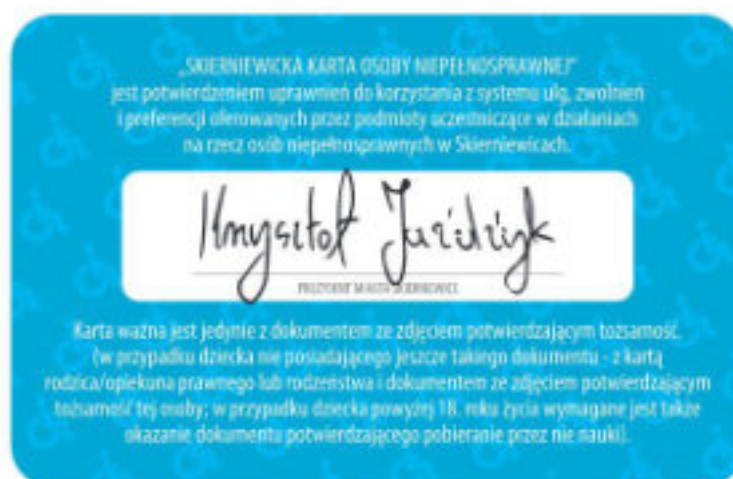 „SKIERNIEWICKA KARTA OSOBY NIEPEŁNOSPRAWNEJ”
jest potwierdzeniem uprawnień do korzystania z systemu ulg, zwolnień
i preferencji oferowanych przez podmioty uczestniczące w działaniach
na rzecz osób niepełnosprawnych w Skierniewicach.
Krzysztof Jażdżyk
PREZYDENT MIASTA SKIERNIEWICE
Karta ważna jest jedynie z dokumentem ze zdjęciem potwierdzającym tożsamość.
(w przypadku dziecka nie posiadającego jeszcze takiego dokumentu - z kartą
rodzica/opiekuna prawnego lub rodzeństwa i dokumentem ze zdjęciem potwierdzającym
tożsamość tej osoby; w przypadku dziecka powyżej 18. roku życia wymagane jest także
okazanie dokumentu potwierdzającego pobieranie przez nie nauki).